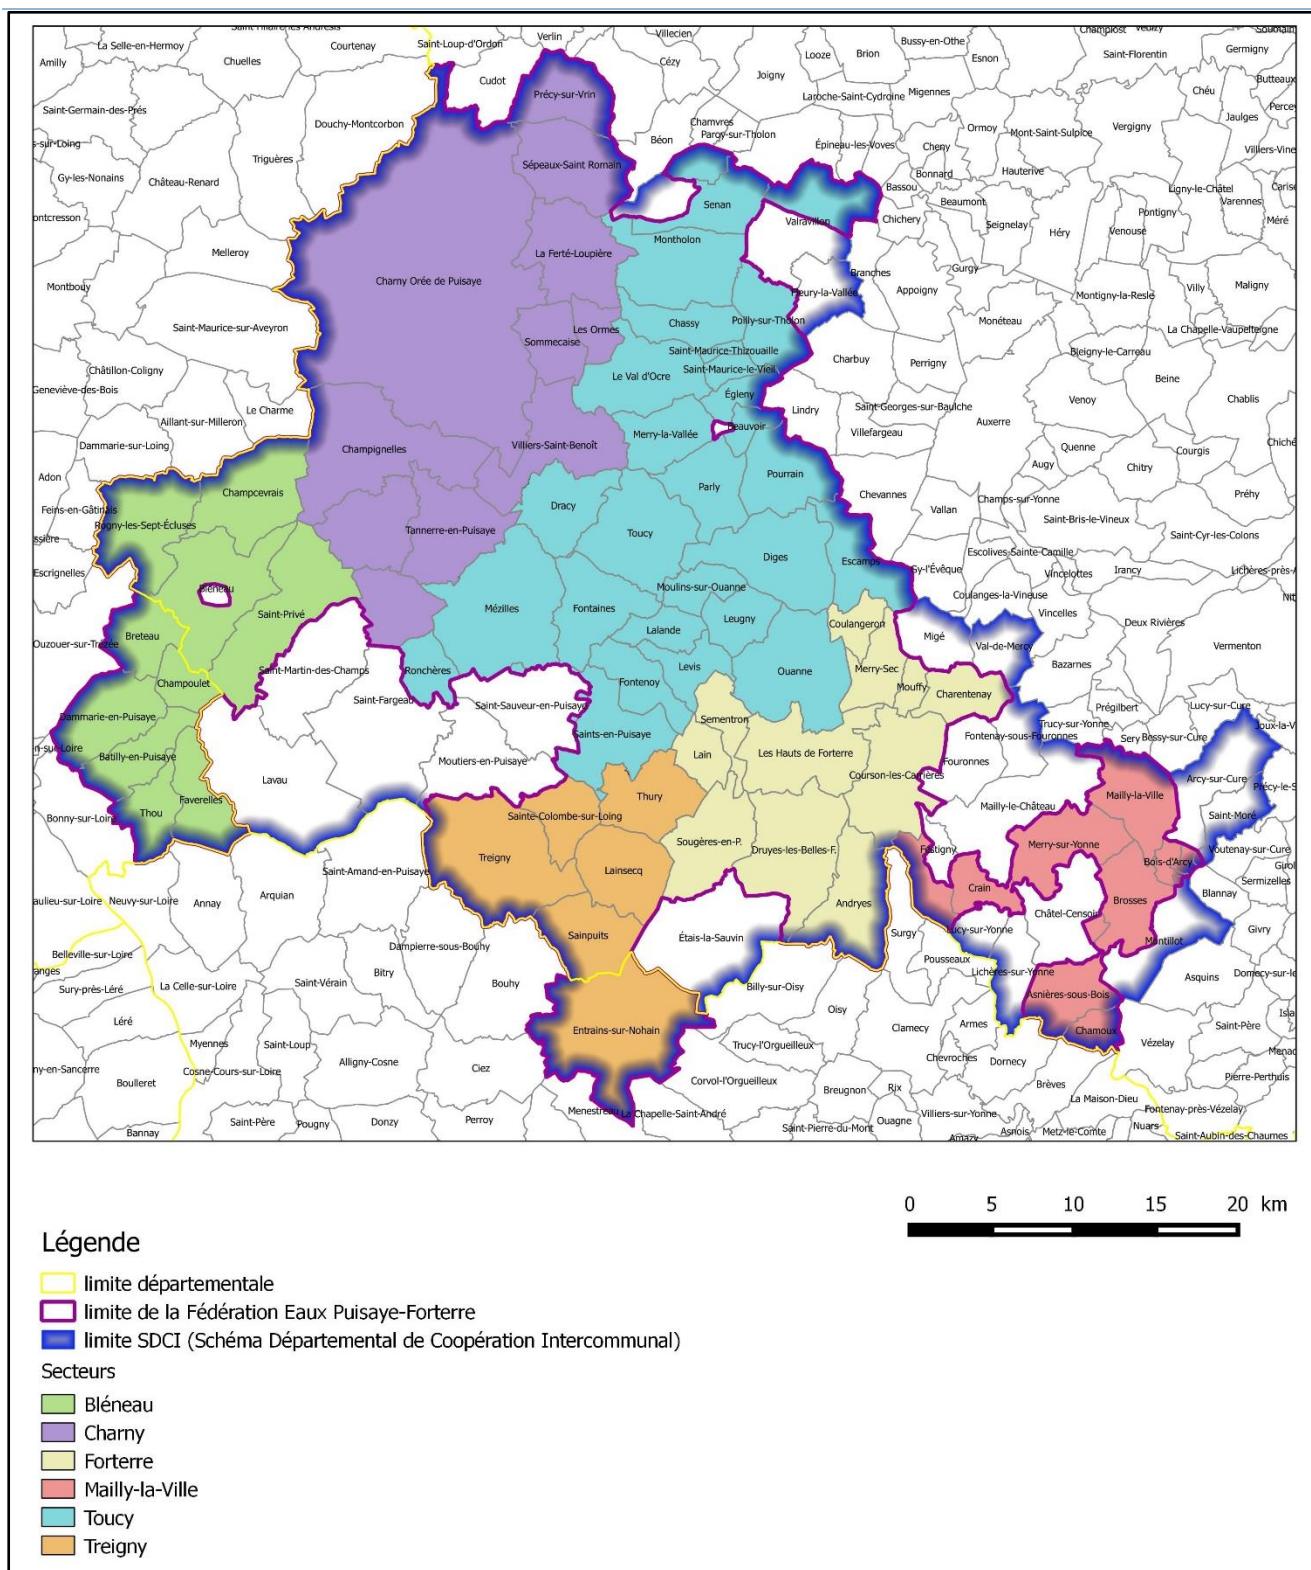 Saint-Hilaire-les-Andrésis
La Selle-en-Hermoy
Courtenay
Saint-Loup-d'Ordon
Verlin
Villecien
Champlost
Amilly
Chuelles
Cudot
Cézy
Joigny
Looze
Brion
Bussy-en-Othe
Esnon
Saint-Florentin
Germigny
Butteaux
Saint-Germain-des-Prés
Douchy-Montcorbon
Précy-sur-Vrin
Laroche-Saint-Cydroine
Migennes
Chéu
Jaulges
Triguères
Sépeaux-Saint Romain
Béon
Chamvres
Paroy-sur-Tholon
Épineau-les-Voves
Cheny
Ormoy
Mont-Saint-Sulpice
Vergigny
Gy-les-Nonains
Château-Renard
Bassou
Bonnard
Hauterive
Ligny-le-Châtel
Varennes
Senan
Valravillon
Chichery
Beaumont
Seignelay
Héry
Venouse
Pontigny
Méré
Melleroy
La Ferté-Loupière
Montholon
Montbouy
Charny Orée de Puisaye
Branches
Fleury-la-Vallée
Appoigny
Gurgy
Montigny-la-Resle
Villy
Maligny
Saint-Maurice-sur-Aveyron
Les Ormes
Sommecaise
Chassy
Poilly-sur-Tholon
Monéteau
La Chapelle-Vaupelteigne
Châtillon-Coligny
Geneviève-des-Bois
Saint-Maurice-Thizouaille
Saint-Maurice-le-Vieil
Le Val d'Ocre
Charbuy
Perrigny
Bleigny-le-Carreau
Beine
Aillant-sur-Milleron
Le Charme
Égleny
Lindry
Saint-Georges-sur-Baulche
Auxerre
Venoy
Chablis
Dammarie-sur-Loing
Champignelles
Villiers-Saint-Benoît
Merry-la-Vallée
Beauvoir
Villefargeau
Quenne
Courgis
Adon
Champcevrais
Parly
Pourrain
Chevannes
Augy
Chitry
Préhy
Feins-en-Gâtinais
Rogny-les-Sept-Écluses
Tannerre-en-Puisaye
Dracy
Toucy
Vallan
Champs-sur-Yonne
Saint-Bris-le-Vineux
Saint-Cyr-les-Colons
Escrignelles
Bléneau
Diges
Escamps
Gy-l'Évêque
Escolives-Sainte-Camille
Vincelottes
Irancy
Saint-Privé
Mézilles
Fontaines
Moulins-sur-Ouanne
Leugny
Coulanges-la-Vineuse
Vincelles
Deux Rivières
Ouzouer-sur-Trézée
Breteau
Lalande
Coulangeron
Migé
Val-de-Mercy
Bazarnes
Vermenton
Champoulet
Saint-Martin-des-Champs
Ronchères
Levis
Fontenoy
Ouanne
Merry-Sec
Mouffy
Charentenay
Saint-Fargeau
Saint-Sauveur-en-Puisaye
Prégilbert
Lucy-sur-Cure
Dammarie-en-Puisaye
Saints-en-Puisaye
Sementron
Trucy-sur-Yonne
Fontenay-sous-Fouronnes
Sery
Bessy-sur-Cure
Batilly-en-Puisaye
Lavau
Moutiers-en-Puisaye
Lain
Les Hauts de Forterre
Fouronnes
Courson-les-Carrières
Arcy-sur-Cure
Faverelles
Thou
Bonny-sur-Loire
Thury
Sainte-Colombe-sur-Loing
Mailly-le-Château
Mailly-la-Ville
Saint-Moré
Treigny
Lainsecq
Sougères-en-P.
Druyes-les-Belles-F.
Festigny
Merry-sur-Yonne
Bois-d'Arcy
Voutenay-sur-Cure
Saint-Amand-en-Puisaye
Arquian
Annay
Neuvy-sur-Loire
Crain
Brosses
Blannay
Sermizelles
Andryes
Châtel-Censoir
Sainpuits
Étais-la-Sauvin
Surgy
Lucy-sur-Yonne
Montillot
Givry
Dampierre-sous-Bouhy
Belleville-sur-Loire
La Celle-sur-Loire
Saint-Vérain
Bitry
Bouhy
Billy-sur-Oisy
Pousseaux
Lichères-sur-Yonne
Asquins
Sury-près-Léré
Asnières-sous-Bois
Oisy
Clamecy
Armes
Chamoux
Vézelay
Saint-Père
Léré
Myennes
Saint-Loup
Alligny-Cosne
Entrains-sur-Nohain
Trucy-l'Orgueilleux
Chevroches
Dornecy
Boulleret
Cosne-Cours-sur-Loire
Ciez
Corvol-l'Orgueilleux
Breugnon
Rix
Brèves
La Maison-Dieu
Pierre-Perthuis
Bannay
Saint-Père
Pougny
Donzy
Perroy
Menestreau
La Chapelle-Saint-André
Saint-Pierre-du-Mont
Ouagne
Villiers-sur-Yonne
Amazy
Asnois
Metz-le-Comte
Nuars
Fontenay-près-Vézelay
Saint-Aubin-des-Chaumes
0 5 10 15 20 km
Légende
limite départementale
limite de la Fédération Eaux Puisaye-Forterre
limite SDCI (Schéma Départemental de Coopération Intercommunal)
Secteurs
Bléneau
Charny
Forterre
Mailly-la-Ville
Toucy
Treigny